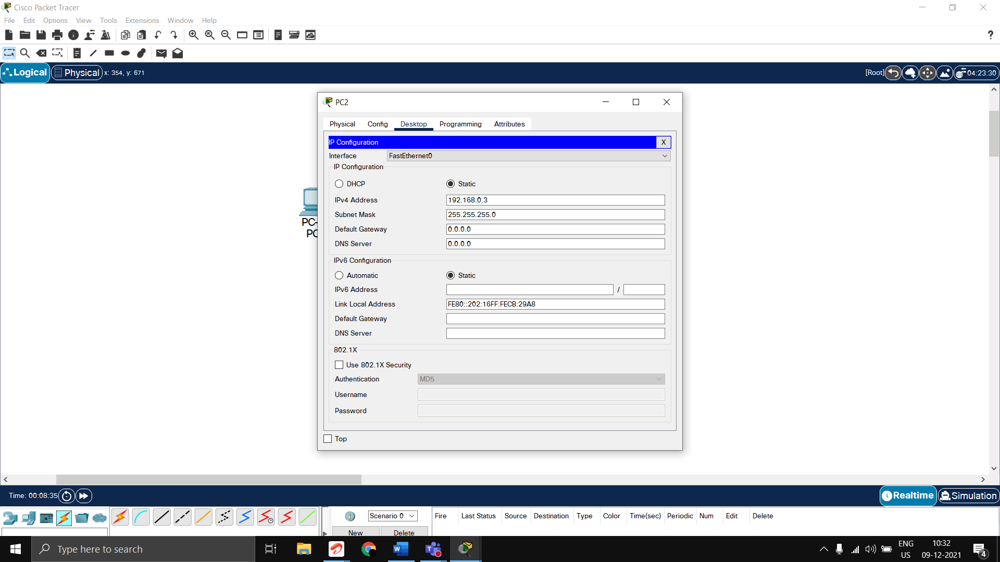 Cisco Packet Tracer
File Edit Options View Tools Extensions Window Help
Logical Physical x: 354, y: 671 [Root] 04:23:30
PC2
Physical Config Desktop Programming Attributes
IP Configuration X
Interface FastEthernet0
IP Configuration
DHCP Static
IPv4 Address 192.168.0.3
Subnet Mask 255.255.255.0
Default Gateway 0.0.0.0
DNS Server 0.0.0.0
IPv6 Configuration
Automatic Static
IPv6 Address /
Link Local Address FE80::202:16FF:FECB:29A8
Default Gateway
DNS Server
802.1X
Use 802.1X Security
Authentication MD5
Username
Password
Top
PC-
PC
Time: 00:08:35 Realtime Simulation
Scenario 0 Fire Last Status Source Destination Type Color Time(sec) Periodic Num Edit Delete
New Delete
Type here to search
ENG
US
10:32
09-12-2021
4